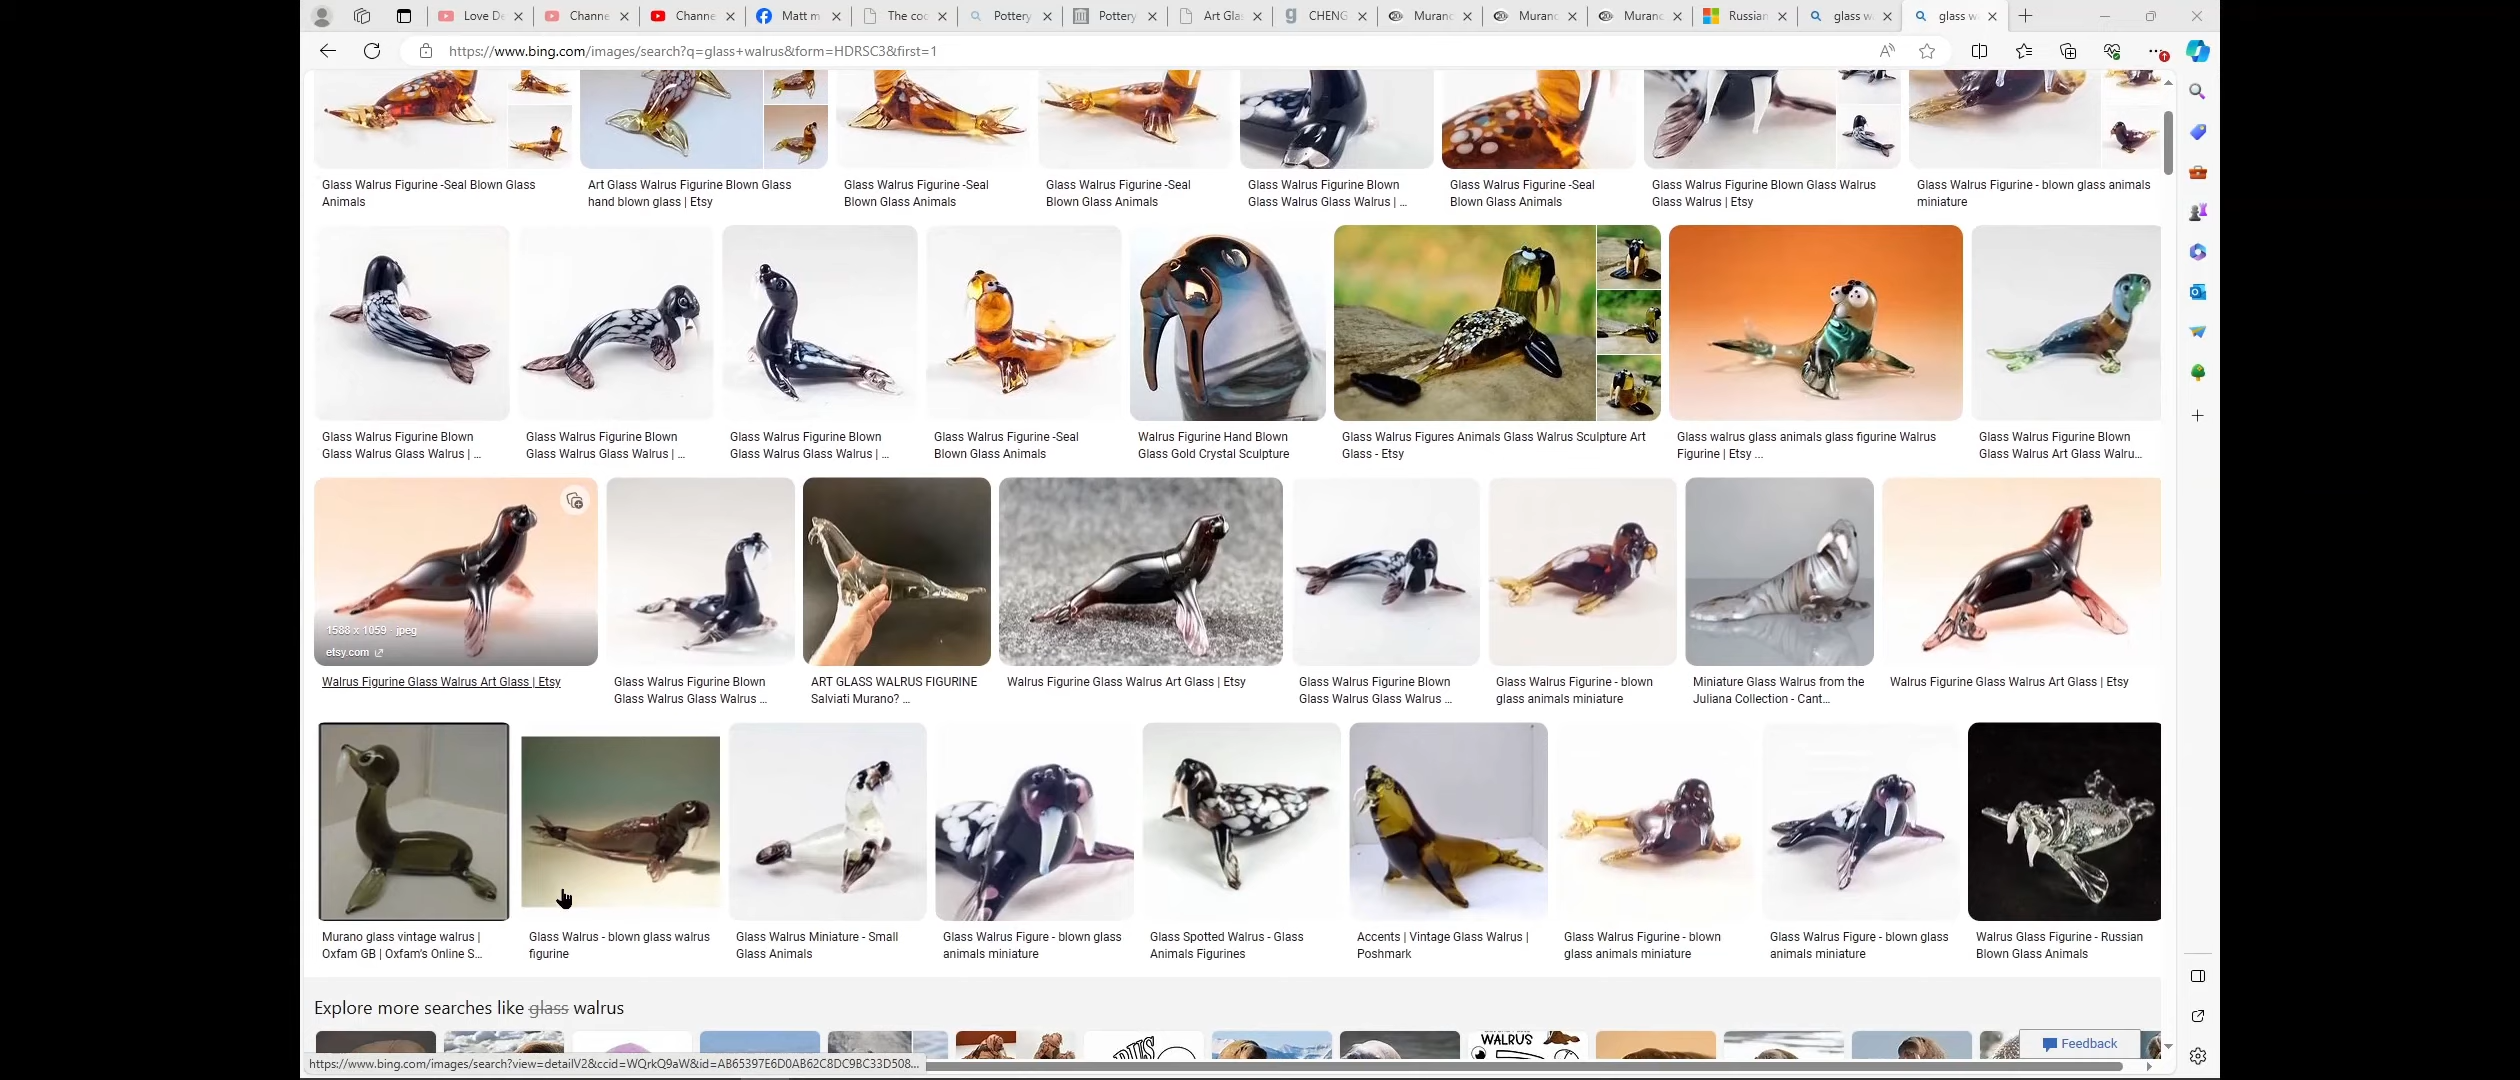 Love De
Channe
Channe
Matt m
The coc
Pottery
Pottery
Art Glas
CHENG
Muranc
Muranc
Muranc
Russian
glass w
glass w
https://www.bing.com/images/search?q=glass+walrus&form=HDRSC3&first=1
Glass Walrus Figurine -Seal Blown Glass
Animals
Art Glass Walrus Figurine Blown Glass
hand blown glass | Etsy
Glass Walrus Figurine -Seal
Blown Glass Animals
Glass Walrus Figurine -Seal
Blown Glass Animals
Glass Walrus Figurine Blown
Glass Walrus Glass Walrus | ...
Glass Walrus Figurine -Seal
Blown Glass Animals
Glass Walrus Figurine Blown Glass Walrus
Glass Walrus | Etsy
Glass Walrus Figurine - blown glass animals
miniature
Glass Walrus Figurine Blown
Glass Walrus Glass Walrus | ...
Glass Walrus Figurine Blown
Glass Walrus Glass Walrus | ...
Glass Walrus Figurine Blown
Glass Walrus Glass Walrus | ...
Glass Walrus Figurine -Seal
Blown Glass Animals
Walrus Figurine Hand Blown
Glass Gold Crystal Sculpture
Glass Walrus Figures Animals Glass Walrus Sculpture Art
Glass - Etsy
Glass walrus glass animals glass figurine Walrus
Figurine | Etsy ...
Glass Walrus Figurine Blown
Glass Walrus Art Glass Walru...
1588 x 1059 · jpeg
etsy.com
Walrus Figurine Glass Walrus Art Glass | Etsy
Glass Walrus Figurine Blown
Glass Walrus Glass Walrus ...
ART GLASS WALRUS FIGURINE
Salviati Murano? ...
Walrus Figurine Glass Walrus Art Glass | Etsy
Glass Walrus Figurine Blown
Glass Walrus Glass Walrus ...
Glass Walrus Figurine - blown
glass animals miniature
Miniature Glass Walrus from the
Juliana Collection - Cant...
Walrus Figurine Glass Walrus Art Glass | Etsy
Murano glass vintage walrus |
Oxfam GB | Oxfam's Online S...
Glass Walrus - blown glass walrus
figurine
Glass Walrus Miniature - Small
Glass Animals
Glass Walrus Figure - blown glass
animals miniature
Glass Spotted Walrus - Glass
Animals Figurines
Accents | Vintage Glass Walrus |
Poshmark
Glass Walrus Figurine - blown
glass animals miniature
Glass Walrus Figure - blown glass
animals miniature
Walrus Glass Figurine - Russian
Blown Glass Animals
Explore more searches like glass walrus
WALRUS
Feedback
https://www.bing.com/images/search?view=detailV2&ccid=WQrkQ9aW&id=AB65397E6D0AB62C8DC9BC33D508...